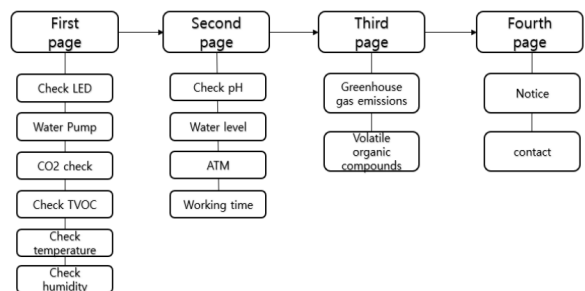 First
page
Second
page
Third
page
Fourth
page
Check LED
Water Pump
CO2 check
Check TVOC
Check
temperature
Check
humidity
Check pH
Water level
ATM
Working time
Greenhouse
gas emissions
Volatile
organic
compounds
Notice
contact